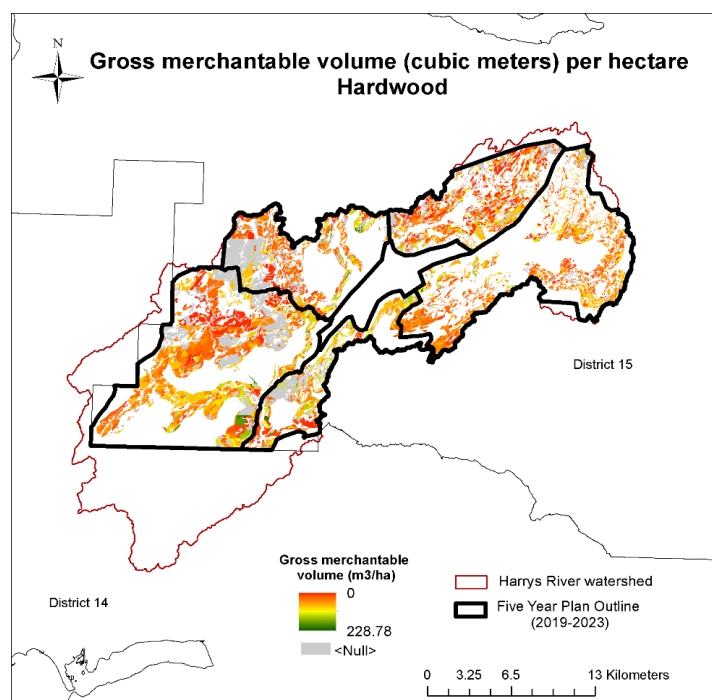 N
Gross merchantable volume (cubic meters) per hectare
Hardwood
District 15
District 14
Gross merchantable
volume (m3/ha)
0
228.78
<Null>
Harrys River watershed
Five Year Plan Outline
(2019-2023)
0 3.25 6.5 13 Kilometers